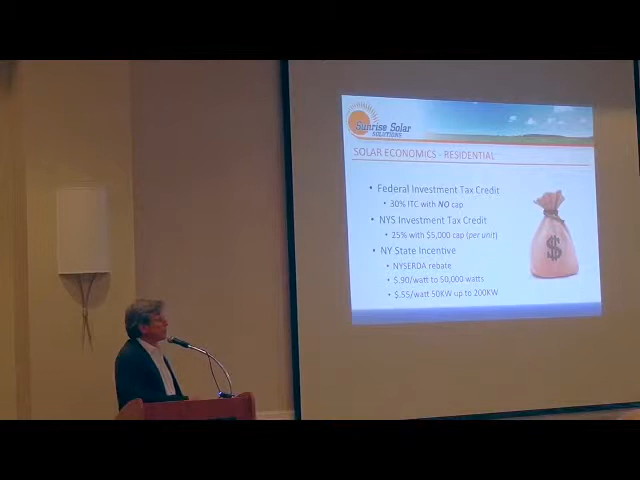 Sunrise Solar
SOLUTIONS
SOLAR ECONOMICS - RESIDENTIAL
• Federal Investment Tax Credit
• 30% ITC with NO cap
• NYS Investment Tax Credit
• 25% with $5,000 cap (per unit)
• NY State Incentive
• NYSERDA rebate
• $.90/watt to 50,000 watts
• $.55/watt 50KW up to 200KW
$